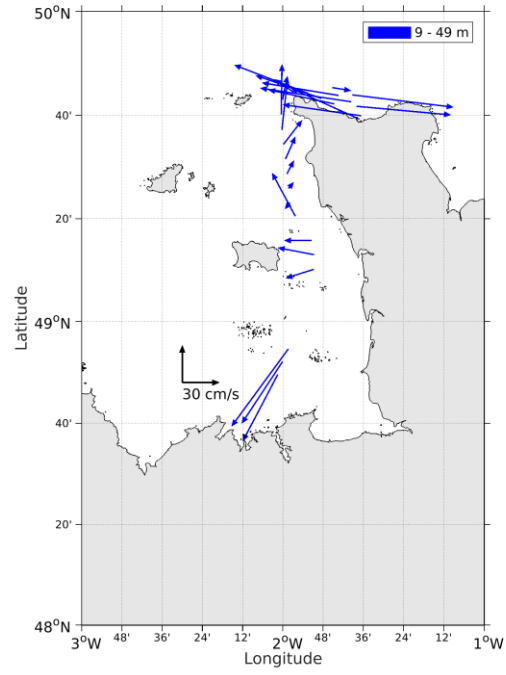 50°N
9 - 49 m
40'
20'
49°N
30 cm/s
40'
20'
48°N
3°W 48' 36' 24' 12' 2°W 48' 36' 24' 12' 1°W
Longitude
Latitude